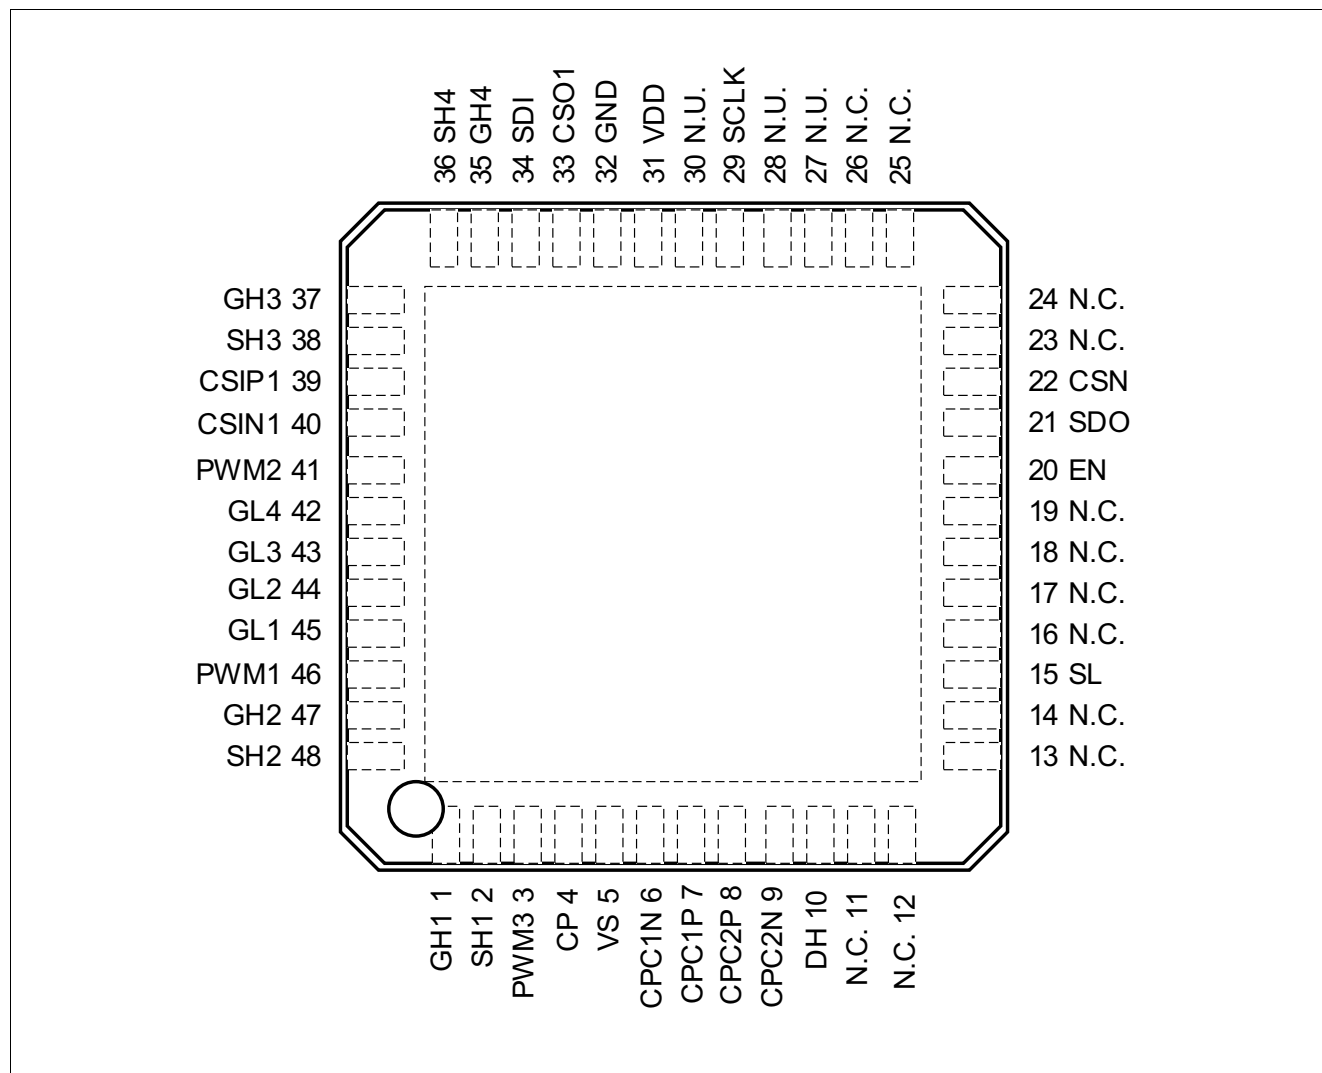 36 SH4
35 GH4
34 SDI
33 CSO1
32 GND
31 VDD
30 N.U.
29 SCLK
28 N.U.
27 N.U.
26 N.C.
25 N.C.
GH3 37
SH3 38
CSIP1 39
CSIN1 40
PWM2 41
GL4 42
GL3 43
GL2 44
GL1 45
PWM1 46
GH2 47
SH2 48
24 N.C.
23 N.C.
22 CSN
21 SDO
20 EN
19 N.C.
18 N.C.
17 N.C.
16 N.C.
15 SL
14 N.C.
13 N.C.
GH1 1
SH1 2
PWM3 3
CP 4
VS 5
CPC1N 6
CPC1P 7
CPC2P 8
CPC2N 9
DH 10
N.C. 11
N.C. 12